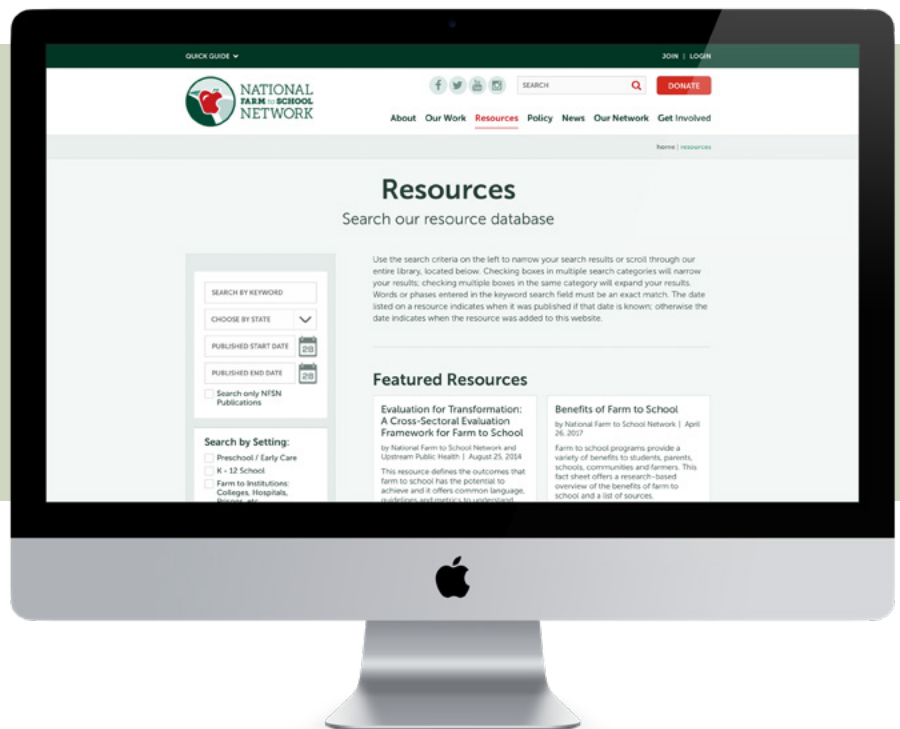 QUICK GUIDE
JOIN | LOGIN
NATIONAL
FARM to SCHOOL
NETWORK
SEARCH
DONATE
About Our Work Resources Policy News Our Network Get Involved
home | resources
Resources
Search our resource database
SEARCH BY KEYWORD
CHOOSE BY STATE
PUBLISHED START DATE
28
PUBLISHED END DATE
28
Search only NFSN
Publications
Search by Setting:
Preschool / Early Care
K - 12 School
Farm to Institutions:
Colleges, Hospitals,
Prisons, etc.
Use the search criteria on the left to narrow your search results or scroll through our
entire library, located below. Checking boxes in multiple search categories will narrow
your results; checking multiple boxes in the same category will expand your results.
Words or phases entered in the keyword search field must be an exact match. The date
listed on a resource indicates when it was published if that date is known; otherwise the
date indicates when the resource was added to this website.
Featured Resources
Evaluation for Transformation:
A Cross-Sectoral Evaluation
Framework for Farm to School
by National Farm to School Network and
Upstream Public Health | August 25, 2014
This resource defines the outcomes that
farm to school has the potential to
achieve and it offers common language,
guidelines and metrics to understand
Benefits of Farm to School
by National Farm to School Network | April
26, 2017
Farm to school programs provide a
variety of benefits to students, parents,
schools, communities and farmers. This
fact sheet offers a research-based
overview of the benefits of farm to
school and a list of sources.